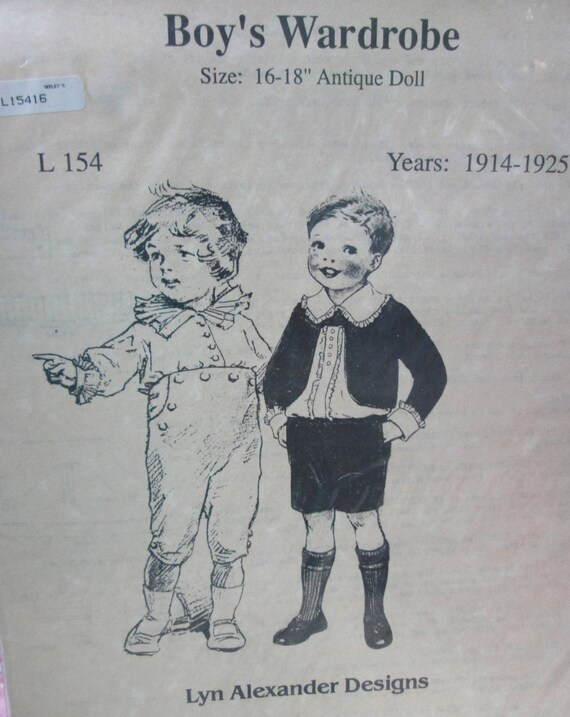 Boy's Wardrobe
Size: 16-18" Antique Doll
L15416
L 154
Years: 1914-1925
Lyn Alexander Designs